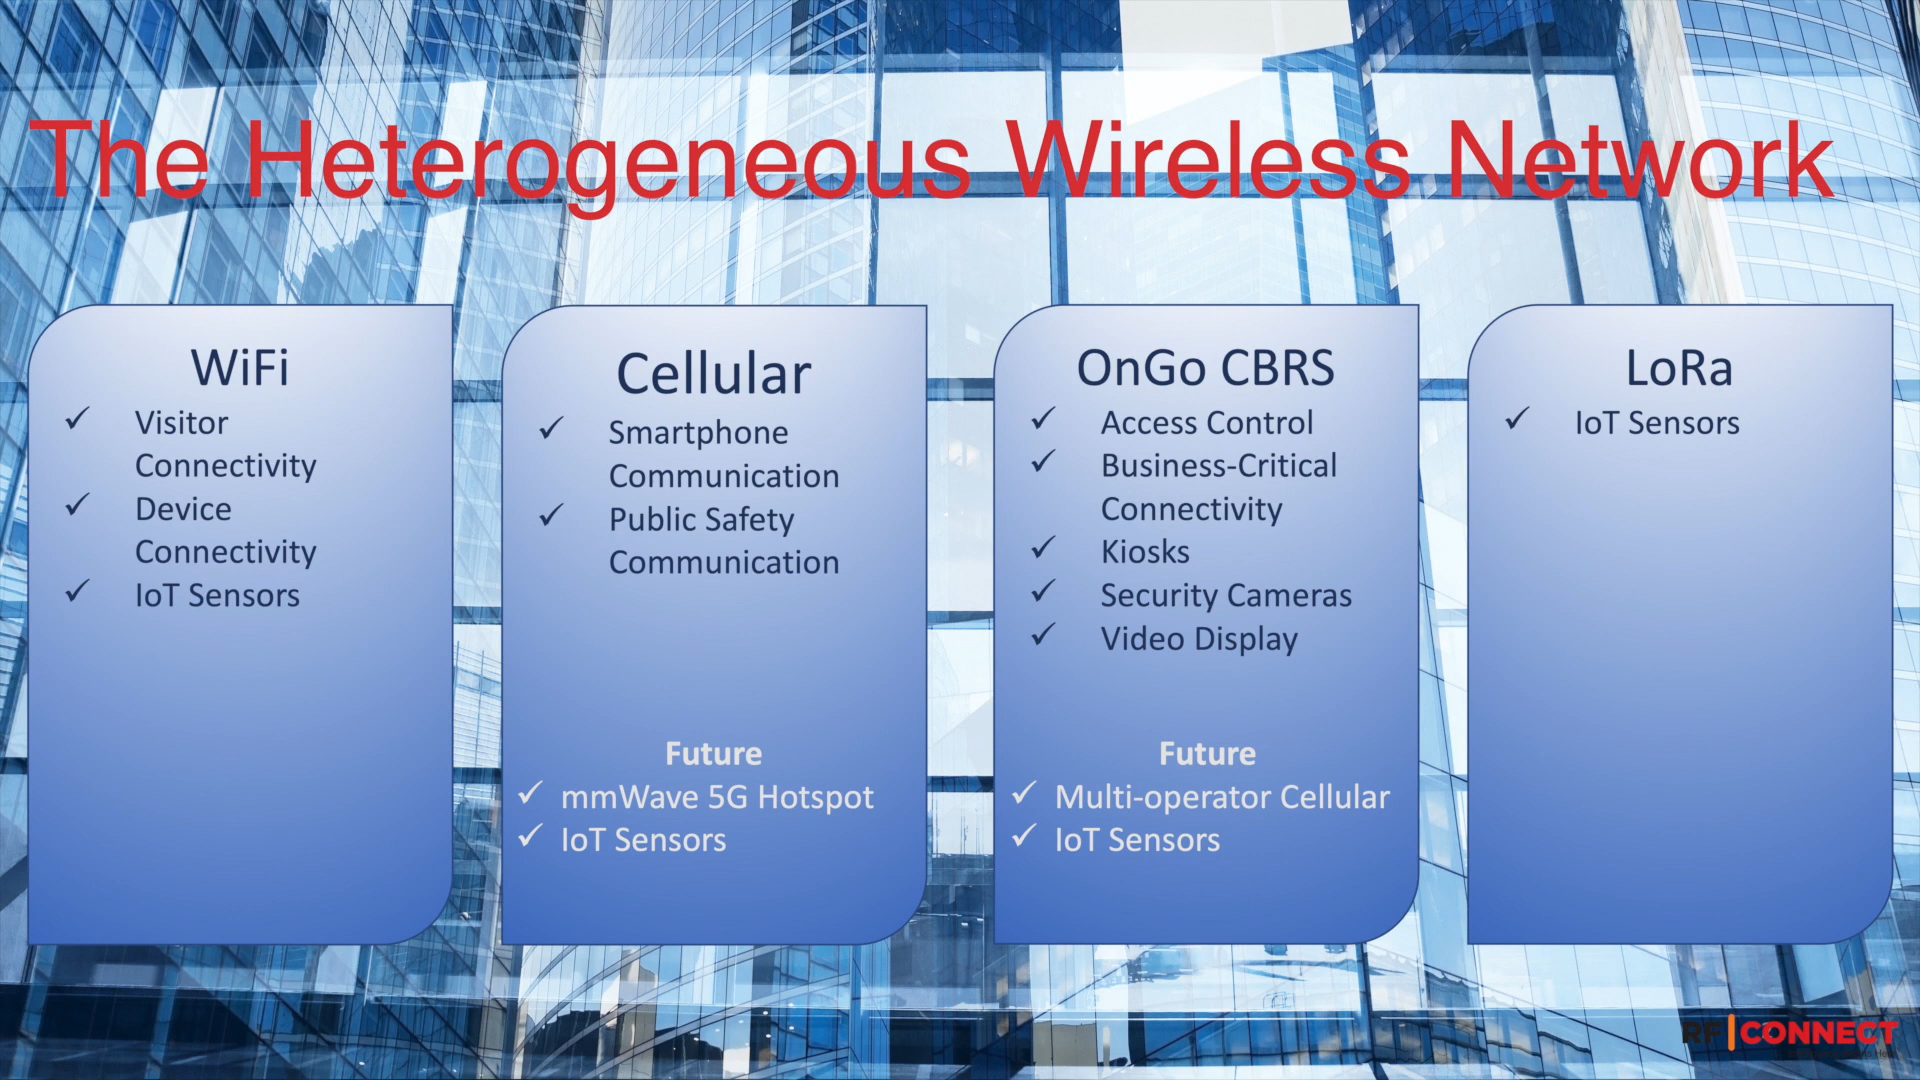 The Heterogeneous Wireless Network
WiFi
✓ Visitor
Connectivity
✓ Device
Connectivity
✓ IoT Sensors
Cellular
✓ Smartphone
Communication
✓ Public Safety
Communication
Future
✓ mmWave 5G Hotspot
✓ IoT Sensors
OnGo CBRS
✓ Access Control
✓ Business-Critical
Connectivity
✓ Kiosks
✓ Security Cameras
✓ Video Display
Future
✓ Multi-operator Cellular
✓ IoT Sensors
LoRa
✓ IoT Sensors
RF|CONNECT